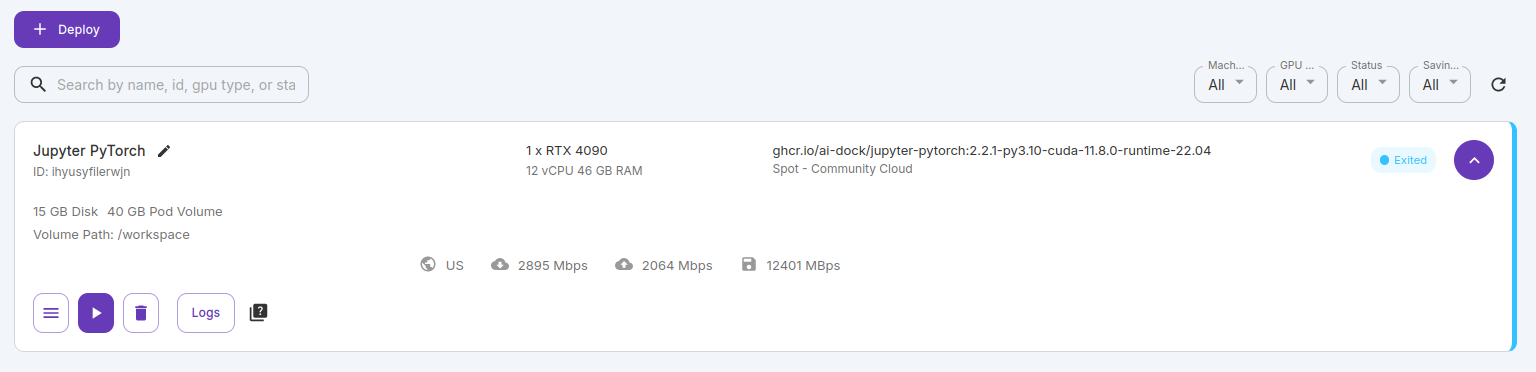 Deploy
Search by name, id, gpu type, or sta
Mach... GPU ... Status Savin...
All All All All
Jupyter PyTorch 1 x RTX 4090 ghcr.io/ai-dock/jupyter-pytorch:2.2.1-py3.10-cuda-11.8.0-runtime-22.04 Exited
ID: ihyusyfilerwjn 12 vCPU 46 GB RAM Spot - Community Cloud
15 GB Disk 40 GB Pod Volume
Volume Path: /workspace
US 2895 Mbps 2064 Mbps 12401 MBps
Logs ?